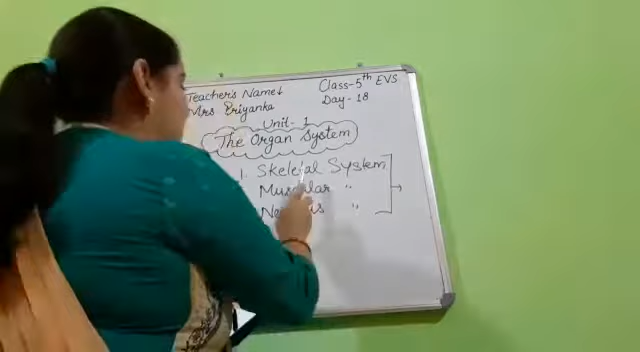 Teacher's Name↓
Class-5th EVS
Mrs Priyanka
Day-18
Unit-1
The Organ System
1. Skeletal System
Muscular "
"